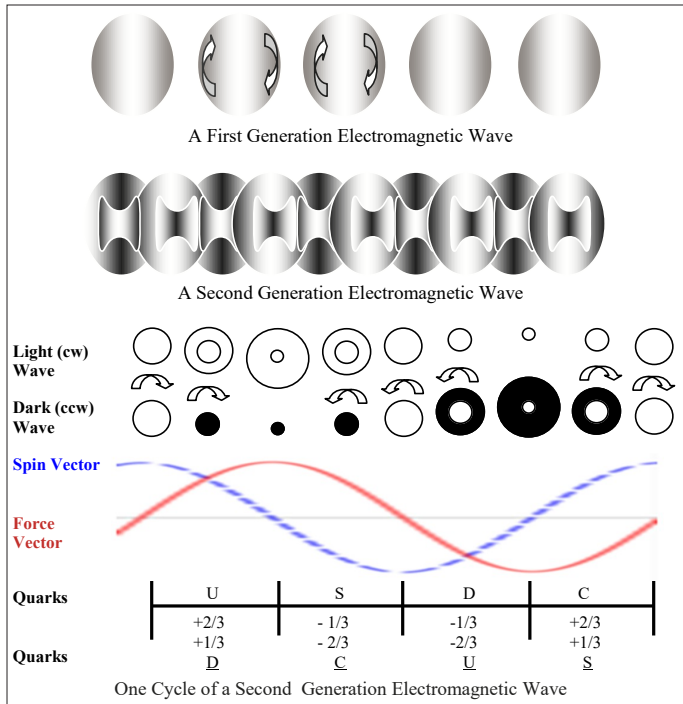 A First Generation Electromagnetic Wave
A Second Generation Electromagnetic Wave
Light (cw)
Wave
Dark (ccw)
Wave
Spin Vector
Force
Vector
Quarks U S D C
+2/3 - 1/3 -1/3 +2/3
+1/3 - 2/3 -2/3 +1/3
Quarks D C U S
One Cycle of a Second Generation Electromagnetic Wave